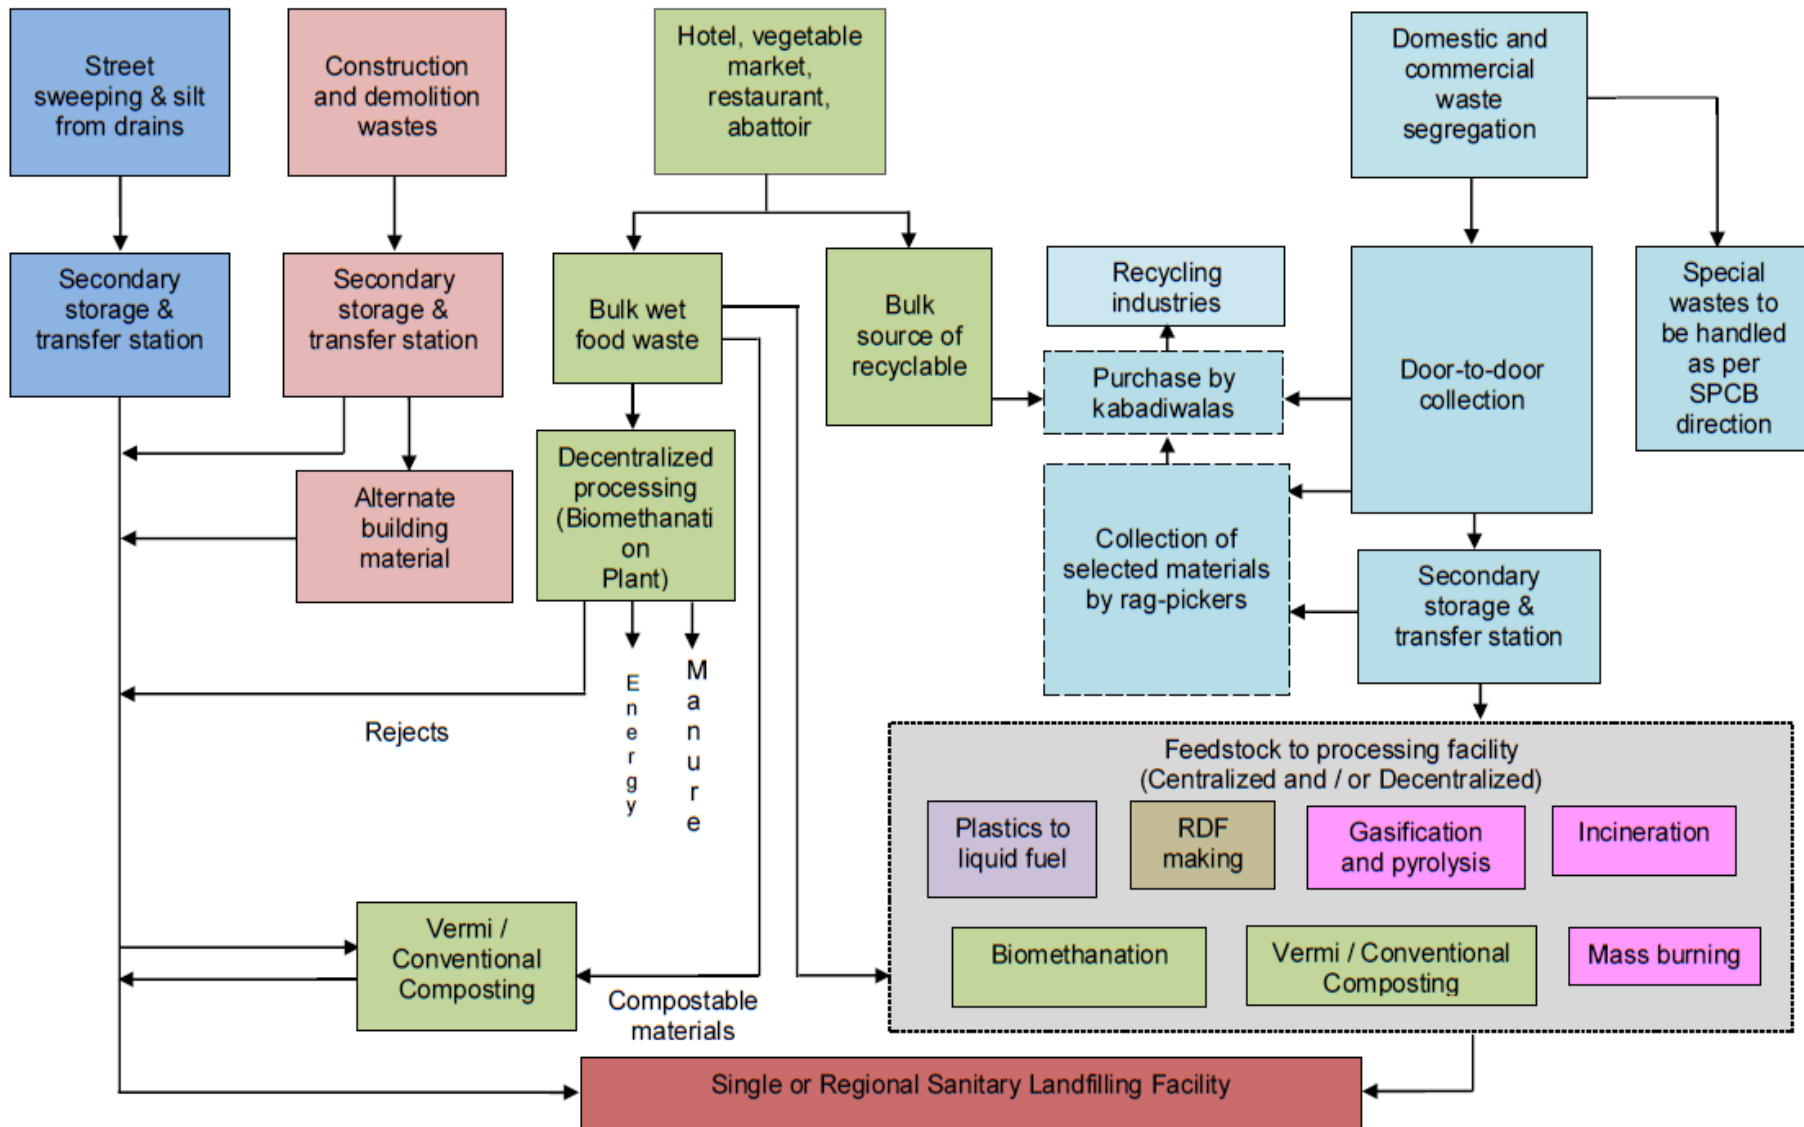 Street
sweeping & silt
from drains
Construction
and demolition
wastes
Hotel, vegetable
market,
restaurant,
abattoir
Domestic and
commercial
waste
segregation
Secondary
storage &
transfer station
Secondary
storage &
transfer station
Bulk wet
food waste
Bulk
source of
recyclable
Recycling
industries
Purchase by
kabadiwalas
Door-to-door
collection
Special
wastes to
be handled
as per
SPCB
direction
Alternate
building
material
Decentralized
processing
(Biomethanati
on
Plant)
Collection of
selected materials
by rag-pickers
Secondary
storage &
transfer station
Rejects
Energy
Manure
Feedstock to processing facility
(Centralized and / or Decentralized)
Plastics to
liquid fuel
RDF
making
Gasification
and pyrolysis
Incineration
Biomethanation
Vermi / Conventional
Composting
Mass burning
Vermi /
Conventional
Composting
Compostable
materials
Single or Regional Sanitary Landfilling Facility